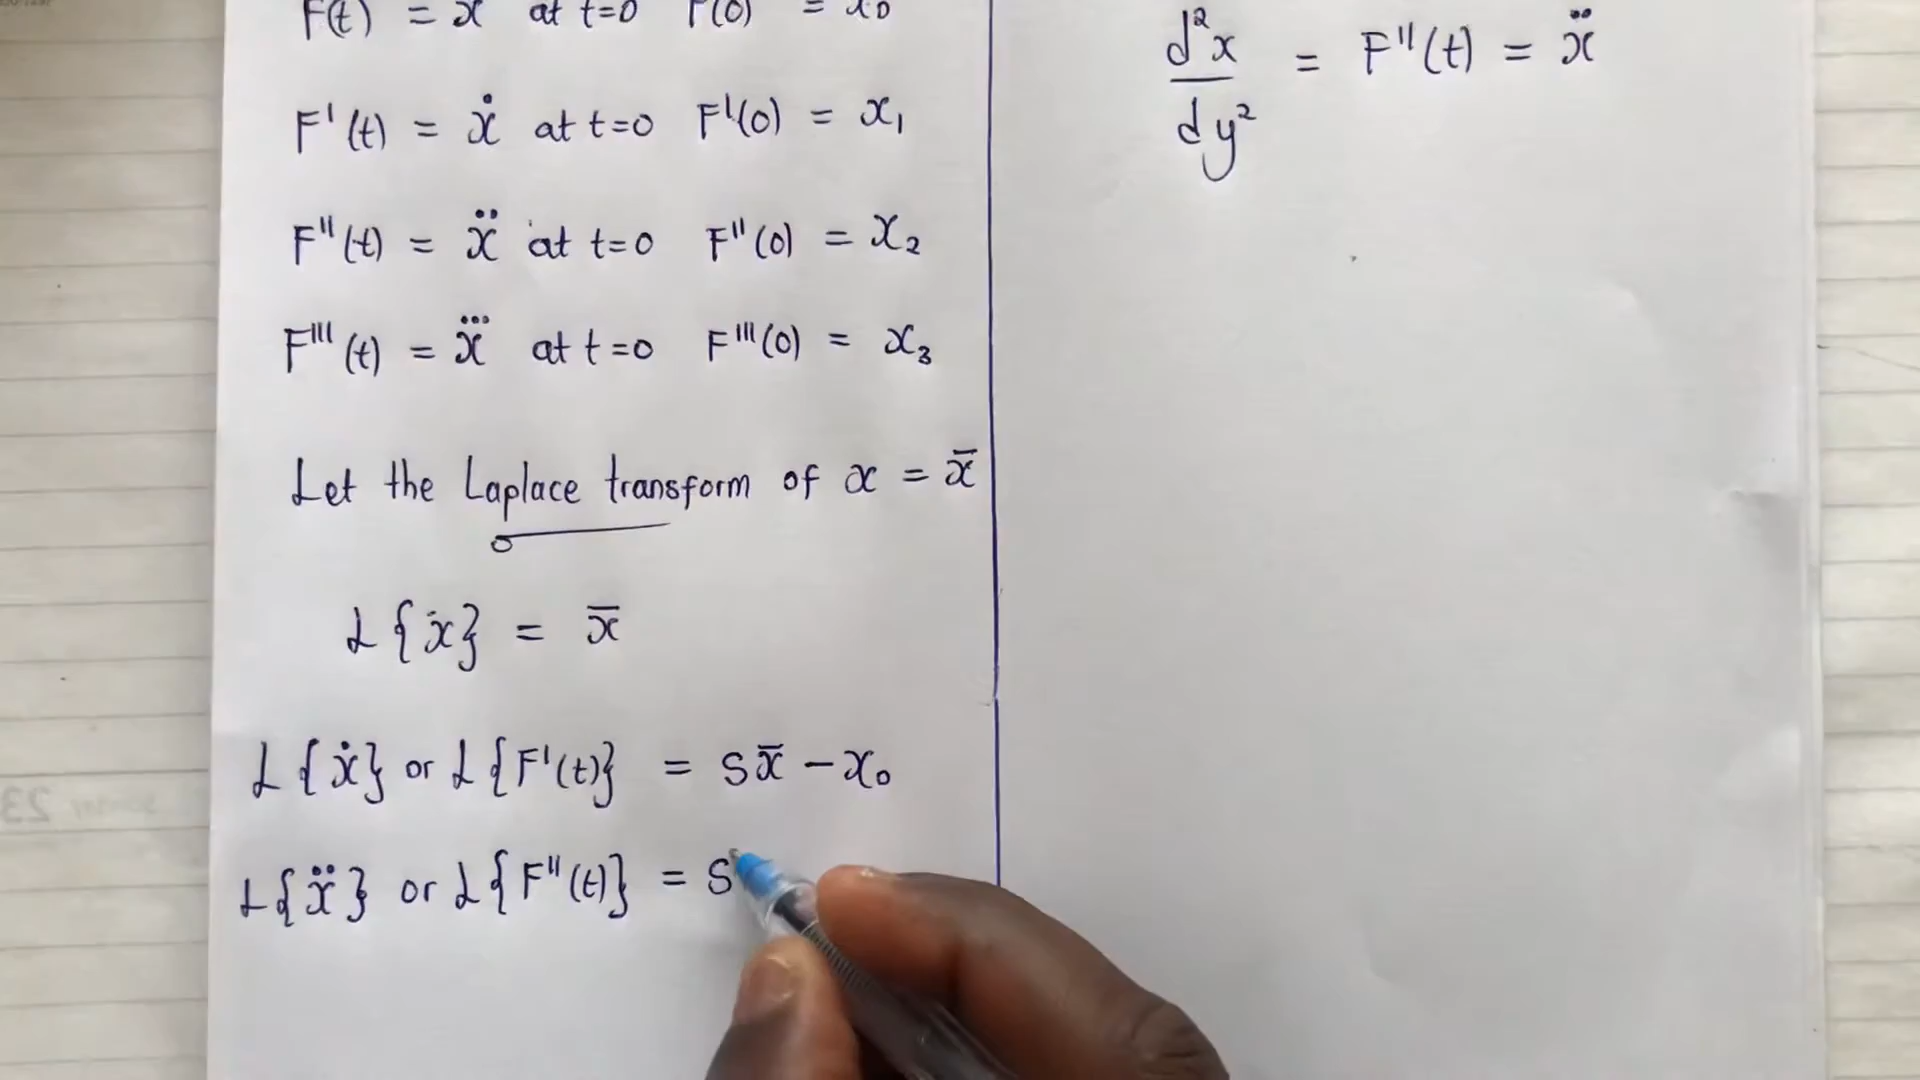 F(t) = x at t=0 F(0) = x₀
F'(t) = ẋ at t=0 F'(0) = x₁
F''(t) = ẍ at t=0 F''(0) = x₂
F'''(t) = x⃛ at t=0 F'''(0) = x₃
Let the Laplace transform of x = x̄
ℒ{x} = x̄
ℒ{ẋ} or ℒ{F'(t)} = Sx̄ - x₀
ℒ{ẍ} or ℒ{F''(t)} = S
d²x
= F''(t) = ẍ
dy²